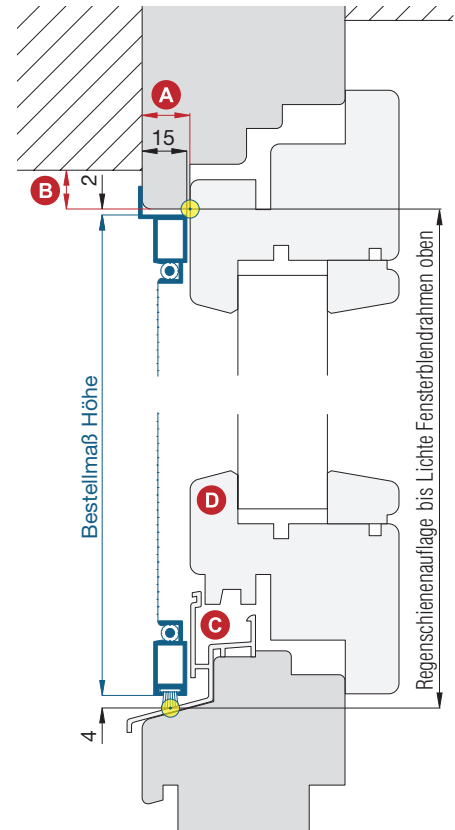 A
15
B
2
Bestellmaß Höhe
Regenschienenauflage bis Lichte Fensterblendrahmen oben
D
C
4